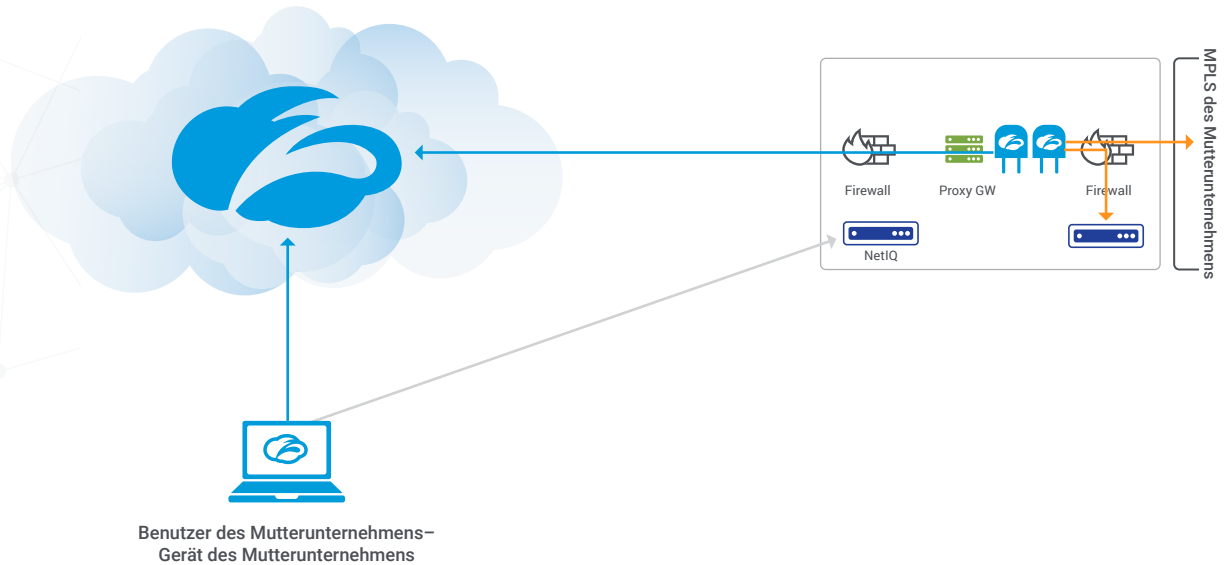 Firewall
Proxy GW
Firewall
NetIQ
MPLS des Mutterunternehmens
Benutzer des Mutterunternehmens–
Gerät des Mutterunternehmens